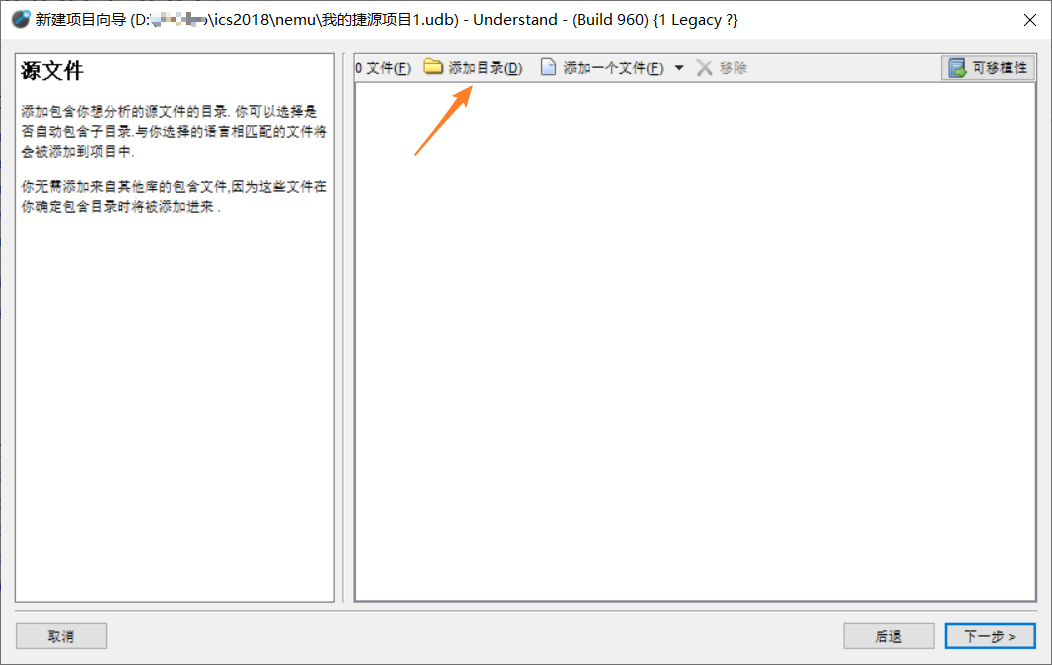 新建项目向导 (D:\ \ics2018\nemu\我的捷源项目1.udb) - Understand - (Build 960) {1 Legacy ?}
源文件
添加包含你想分析的源文件的目录. 你可以选择是
否自动包含子目录.与你选择的语言相匹配的文件将
会被添加到项目中.
你无需添加来自其他库的包含文件,因为这些文件在
你确定包含目录时将被添加进来 .
0 文件(F) 添加目录(D) 添加一个文件(F) 移除 可移植性
取消 后退 下一步 >